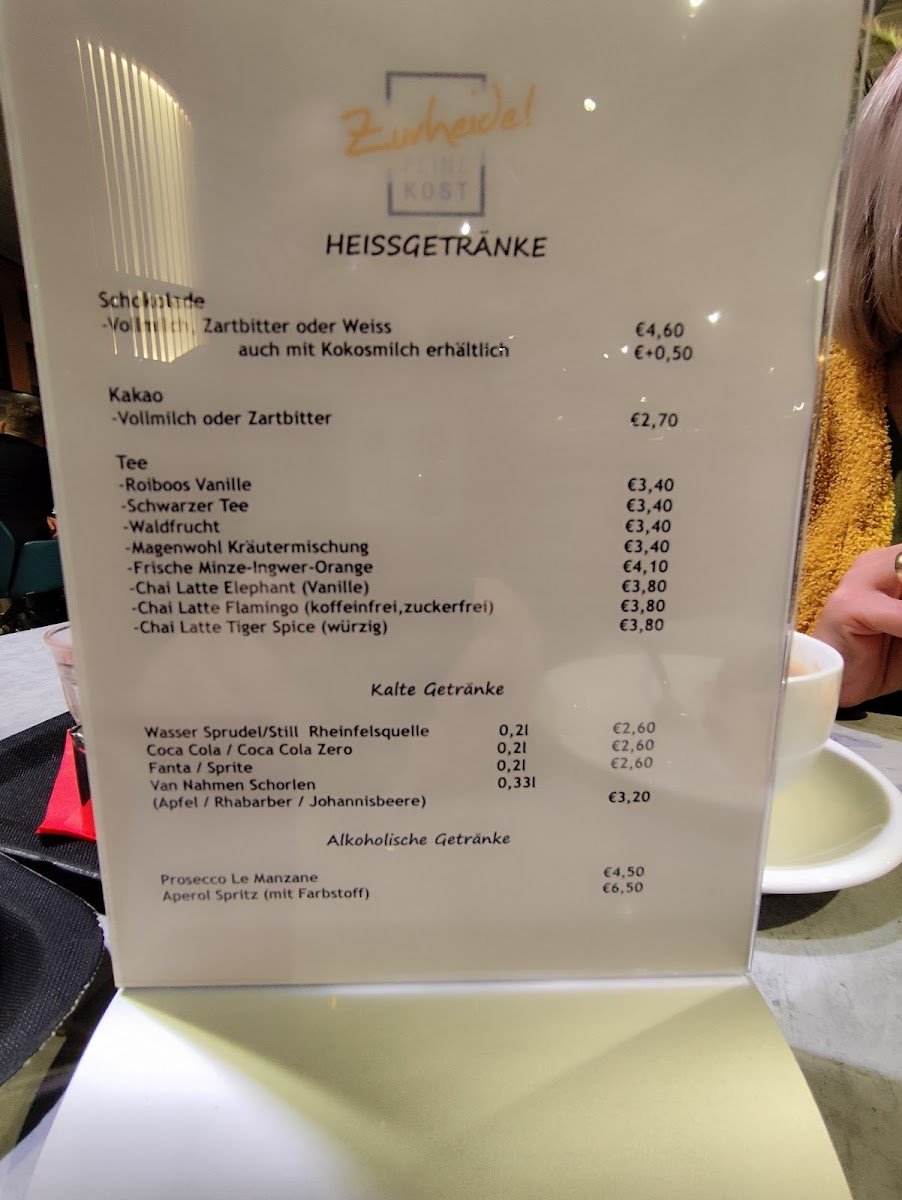 Zurheide!
FEINE
KOST
HEISSGETRÄNKE
Schokolade
-Vollmilch, Zartbitter oder Weiss €4,60
auch mit Kokosmilch erhältlich €+0,50
Kakao
-Vollmilch oder Zartbitter €2,70
Tee
-Roiboos Vanille €3,40
-Schwarzer Tee €3,40
-Waldfrucht €3,40
-Magenwohl Kräutermischung €3,40
-Frische Minze-Ingwer-Orange €4,10
-Chai Latte Elephant (Vanille) €3,80
-Chai Latte Flamingo (koffeinfrei,zuckerfrei) €3,80
-Chai Latte Tiger Spice (würzig) €3,80
Kalte Getränke
Wasser Sprudel/Still Rheinfelsquelle 0,2l €2,60
Coca Cola / Coca Cola Zero 0,2l €2,60
Fanta / Sprite 0,2l €2,60
Van Nahmen Schorlen 0,33l
(Apfel / Rhabarber / Johannisbeere) €3,20
Alkoholische Getränke
Prosecco Le Manzane €4,50
Aperol Spritz (mit Farbstoff) €6,50